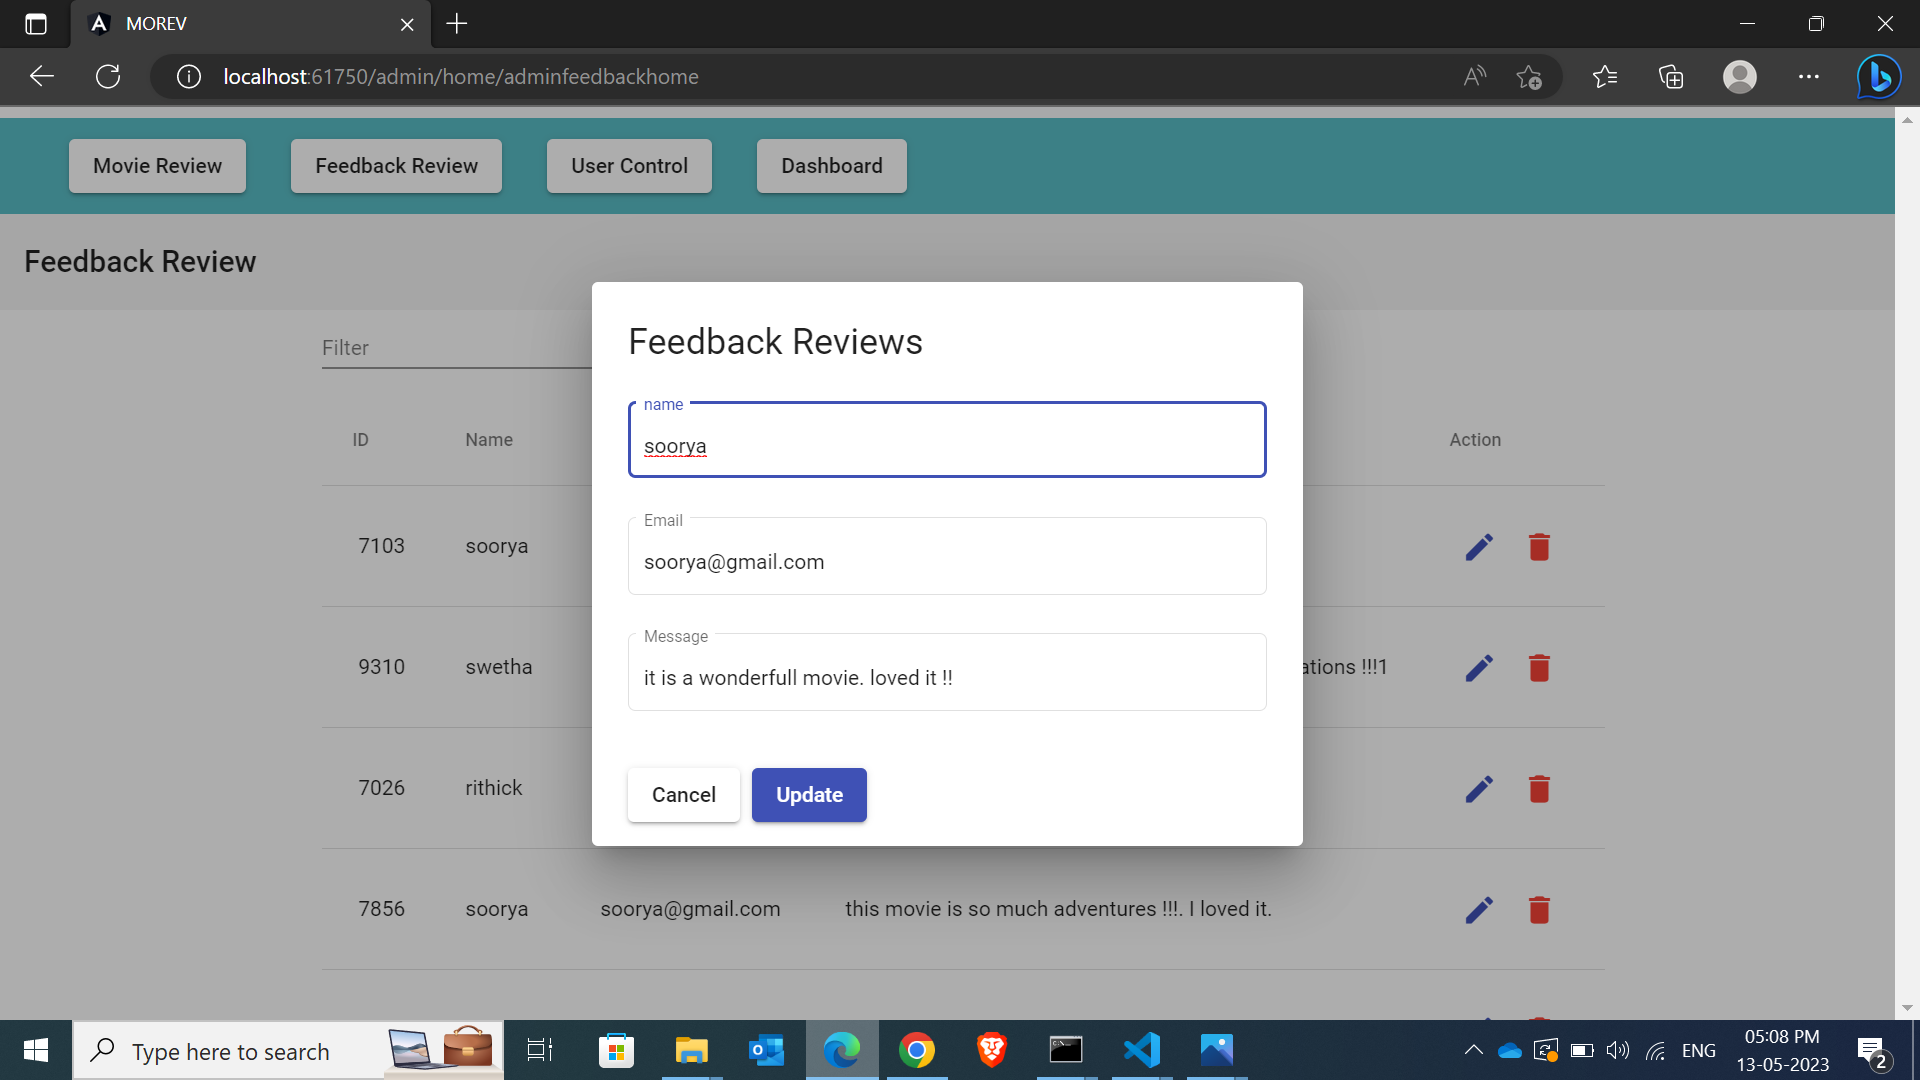 MOREV
localhost:61750/admin/home/adminfeedbackhome
Movie Review
Feedback Review
User Control
Dashboard
Feedback Review
Filter
ID Name Action
Feedback Reviews
name
soorya
Email
soorya@gmail.com
Message
it is a wonderfull movie. loved it !!
Cancel
Update
7103 soorya
9310 swetha !!!1
7026 rithick
7856 soorya soorya@gmail.com this movie is so much adventures !!!. I loved it.
Type here to search
ENG
05:08 PM
13-05-2023
2